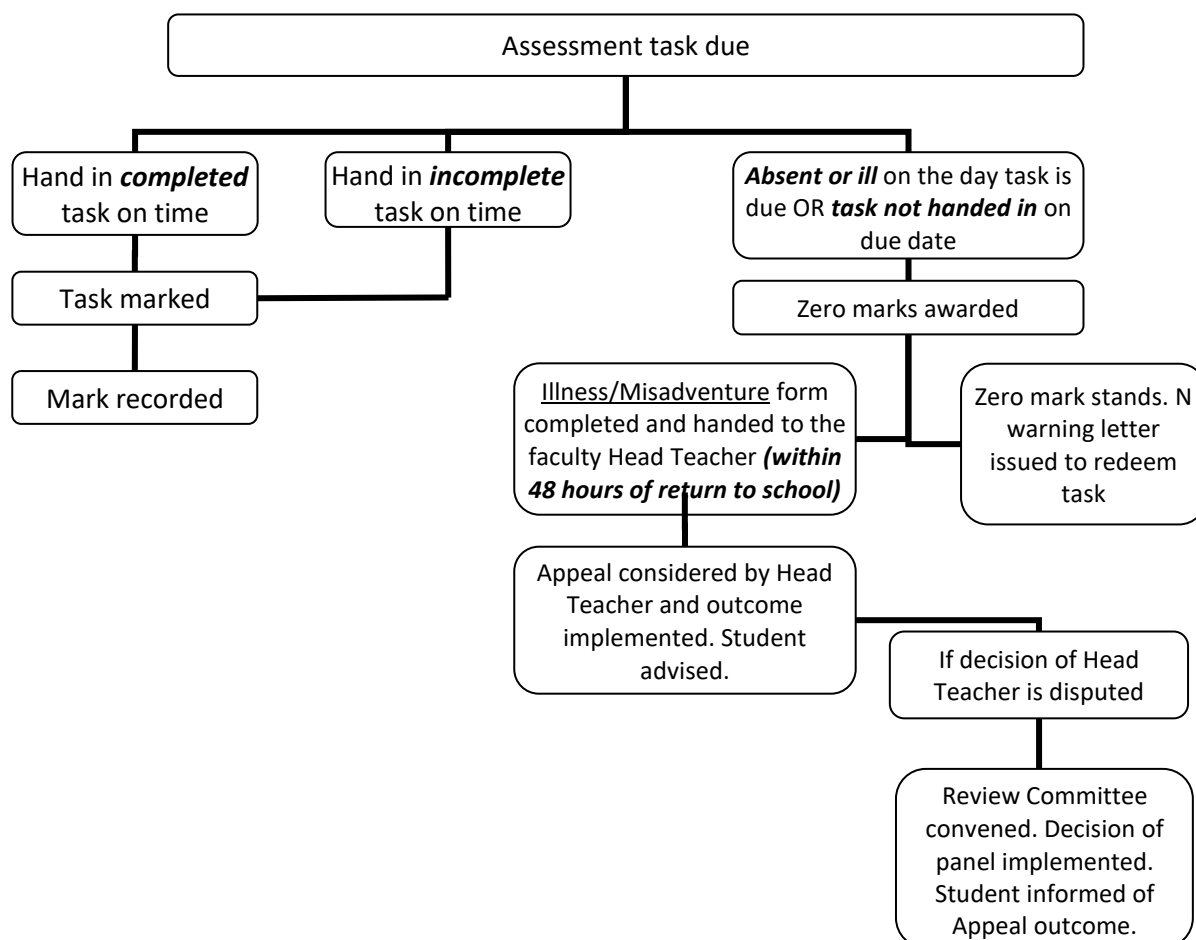 Assessment task due
Hand in completed
task on time
Hand in incomplete
task on time
Absent or ill on the day task is
due OR task not handed in on
due date
Task marked
Zero marks awarded
Mark recorded
Illness/Misadventure form
completed and handed to the
faculty Head Teacher (within
48 hours of return to school)
Zero mark stands. N
warning letter
issued to redeem
task
Appeal considered by Head
Teacher and outcome
implemented. Student
advised.
If decision of Head
Teacher is disputed
Review Committee
convened. Decision of
panel implemented.
Student informed of
Appeal outcome.